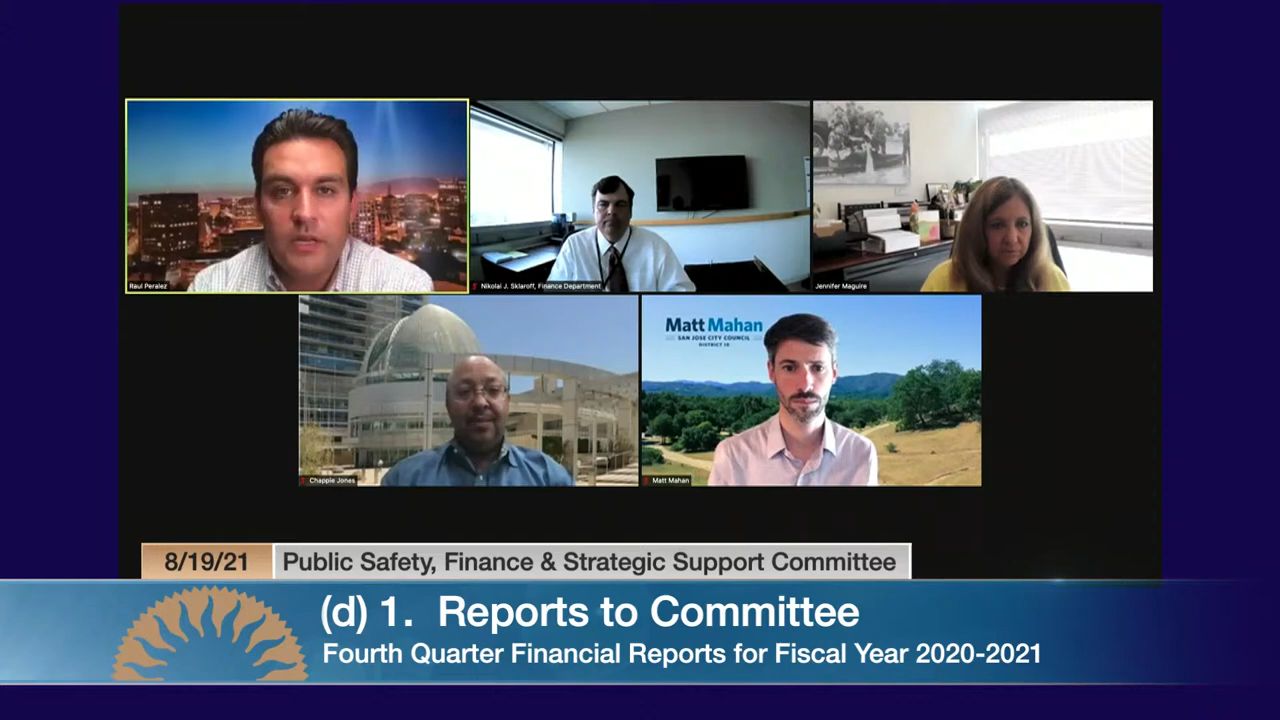 Raul Peralez
Nikolai J. Sklaroff, Finance Department
Jennifer Maguire
Matt Mahan
SAN JOSE CITY COUNCIL
DISTRICT 10
Chappie Jones
Matt Mahan
8/19/21
Public Safety, Finance & Strategic Support Committee
(d) 1. Reports to Committee
Fourth Quarter Financial Reports for Fiscal Year 2020-2021